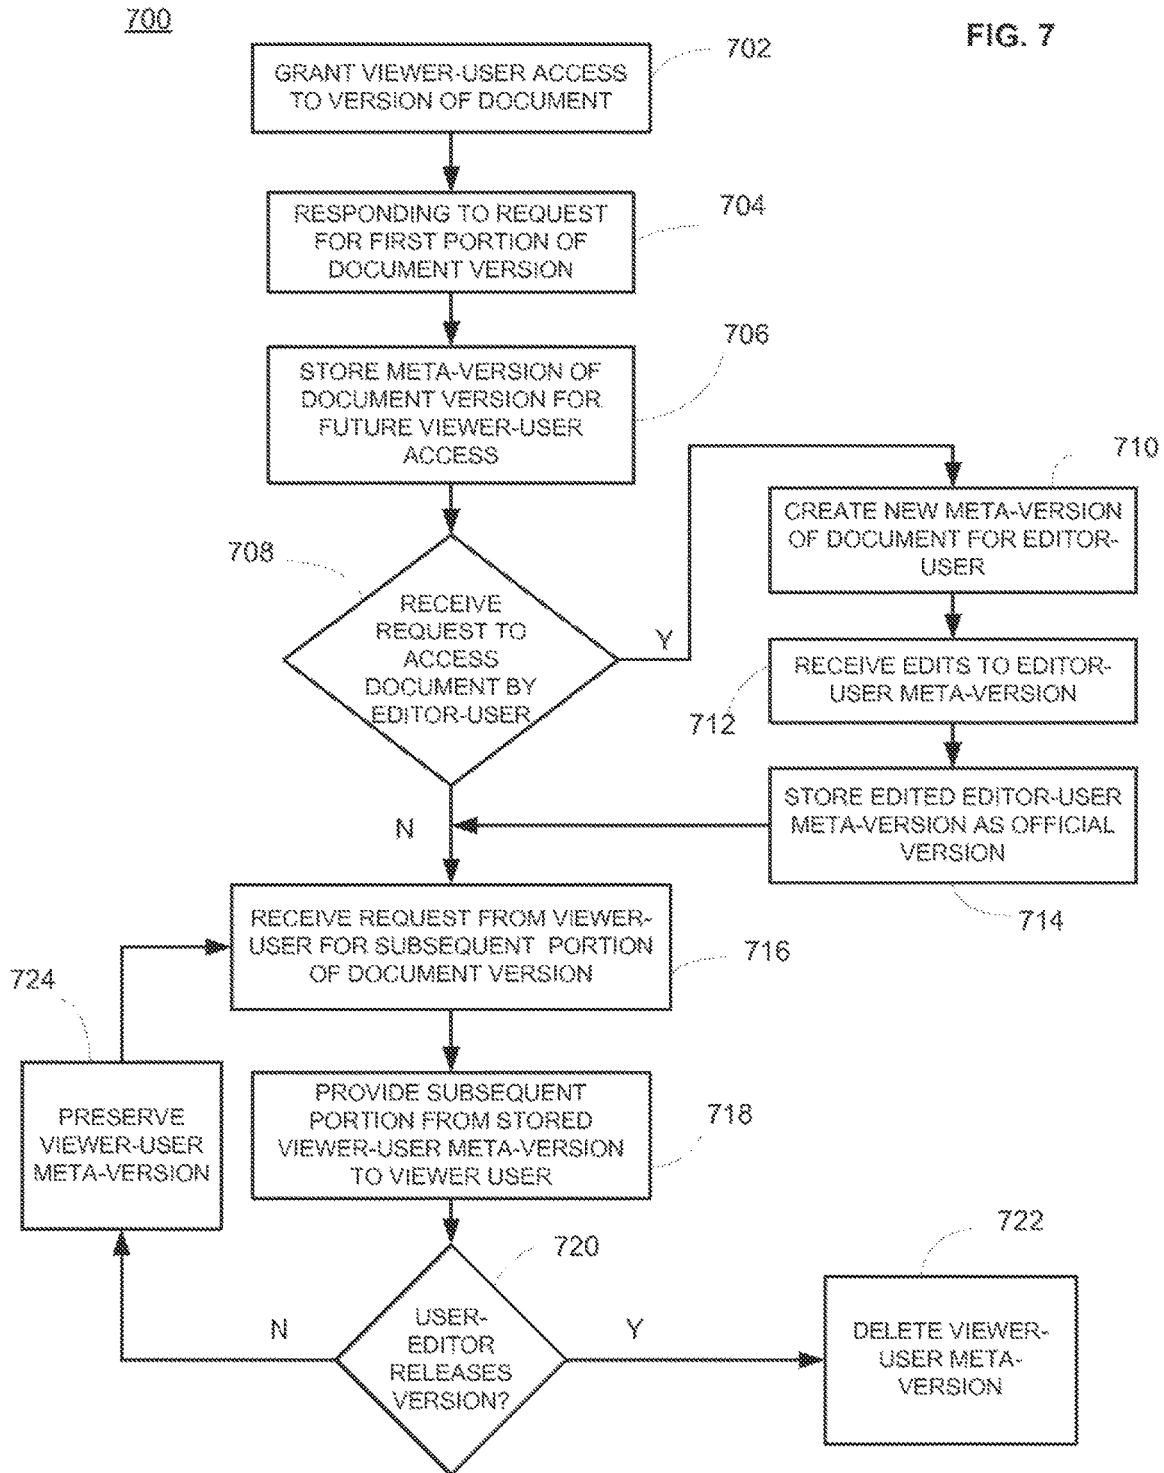 700
FIG. 7
702
GRANT VIEWER-USER ACCESS
TO VERSION OF DOCUMENT
704
RESPONDING TO REQUEST
FOR FIRST PORTION OF
DOCUMENT VERSION
706
STORE META-VERSION OF
DOCUMENT VERSION FOR
FUTURE VIEWER-USER
ACCESS
708
RECEIVE
REQUEST TO
ACCESS
DOCUMENT BY
EDITOR-USER
Y
710
CREATE NEW META-VERSION
OF DOCUMENT FOR EDITOR-
USER
712
RECEIVE EDITS TO EDITOR-
USER META-VERSION
STORE EDITED EDITOR-USER
META-VERSION AS OFFICIAL
VERSION
714
N
RECEIVE REQUEST FROM VIEWER-
USER FOR SUBSEQUENT PORTION
OF DOCUMENT VERSION
716
724
PRESERVE
VIEWER-USER
META-VERSION
PROVIDE SUBSEQUENT
PORTION FROM STORED
VIEWER-USER META-VERSION
TO VIEWER USER
718
720
USER-
EDITOR
RELEASES
VERSION?
N
Y
722
DELETE VIEWER-
USER META-
VERSION